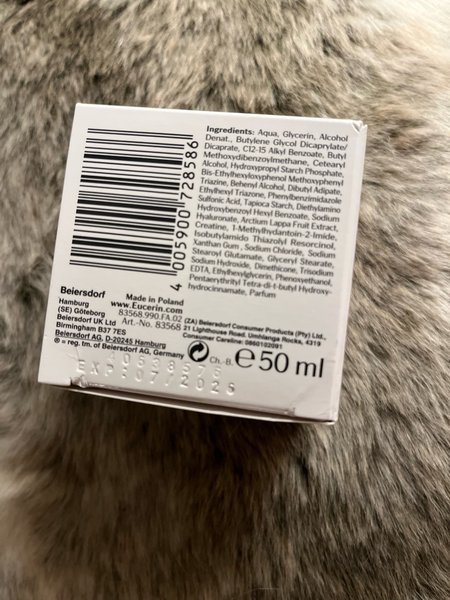 Ingredients: Aqua, Glycerin, Alcohol
Denat., Butylene Glycol Dicaprylate/
Dicaprate, C12-15 Alkyl Benzoate, Butyl
Methoxydibenzoylmethane, Cetearyl
Alcohol, Hydroxypropyl Starch Phosphate,
Bis-Ethylhexyloxyphenol Methoxyphenyl
Triazine, Behenyl Alcohol, Dibutyl Adipate,
Ethylhexyl Triazone, Phenylbenzimidazole
Sulfonic Acid, Tapioca Starch, Diethylamino
Hydroxybenzoyl Hexyl Benzoate, Sodium
Hyaluronate, Arctium Lappa Fruit Extract,
Creatine, 1-Methylhydantoin-2-Imide,
Isobutylamido Thiazolyl Resorcinol,
Xanthan Gum, Sodium Chloride, Sodium
Stearoyl Glutamate, Glyceryl Stearate,
Sodium Hydroxide, Dimethicone, Trisodium
EDTA, Ethylhexylglycerin, Phenoxyethanol,
Pentaerythrityl Tetra-di-t-butyl Hydroxy-
hydrocinnamate, Parfum
4 005900 728586
Beiersdorf
Hamburg
(SE) Göteborg
Beiersdorf UK Ltd
Birmingham B37 7ES
Beiersdorf AG, D-20245 Hamburg
® = reg. tm. of Beiersdorf AG, Germany
Made in Poland
www.Eucerin.com
83568.990.FA.02
Art.-No. 83568
(ZA) Beiersdorf Consumer Products (Pty) Ltd.,
21 Lighthouse Road, Umhlanga Rocks, 4319
Consumer Careline: 0860102091
Ch.-B.
e 50 ml
EXP 07/2026